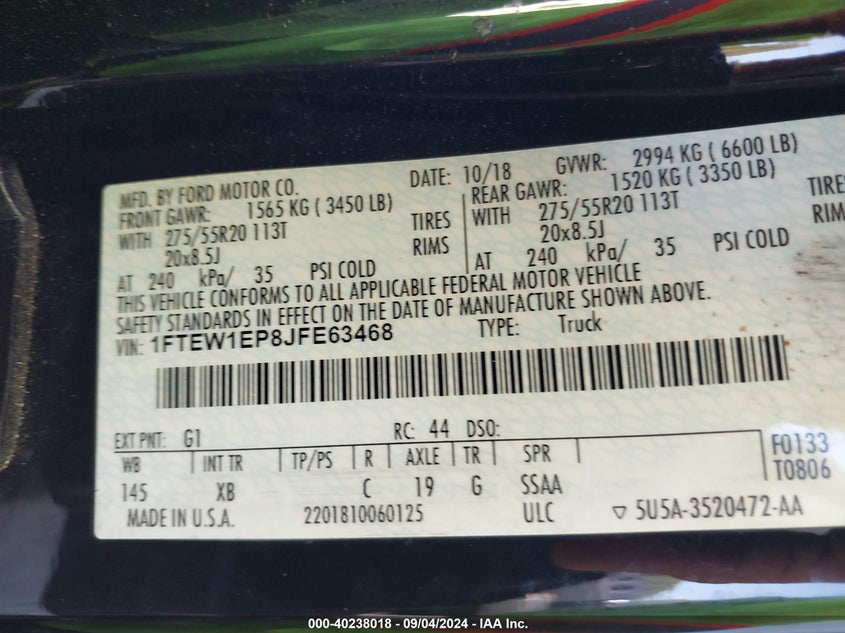 MFD. BY FORD MOTOR CO. DATE: 10/18 GVWR: 2994 KG ( 6600 LB)
FRONT GAWR: 1565 KG ( 3450 LB) REAR GAWR: 1520 KG ( 3350 LB)
WITH 275/55R20 113T TIRES WITH 275/55R20 113T TIRE
20x8.5J RIMS 20x8.5J RIM
AT 240 kPa/ 35 PSI COLD AT 240 kPa/ 35 PSI COLD
THIS VEHICLE CONFORMS TO ALL APPLICABLE FEDERAL MOTOR VEHICLE
SAFETY STANDARDS IN EFFECT ON THE DATE OF MANUFACTURE SHOWN ABOVE.
VIN: 1FTEW1EP8JFE63468 TYPE: Truck
EXT PNT: G1 RC: 44 DSO:
WB INT TR TP/PS R AXLE TR SPR F0133
145 XB C 19 G SSAA T0806
MADE IN U.S.A. 2201810060125 ULC ▽ 5U5A-3520472-AA
000-40238018 - 09/04/2024 - IAA Inc.